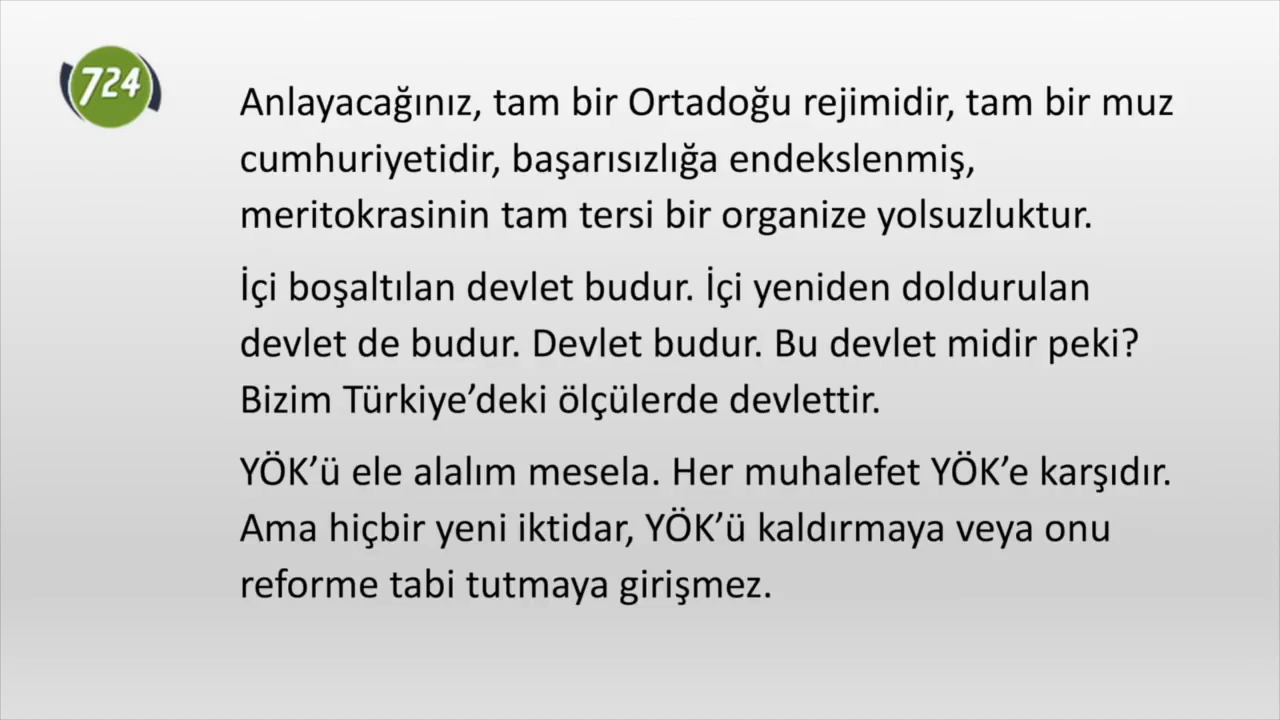 724
Anlayacağınız, tam bir Ortadoğu rejimidir, tam bir muz
cumhuriyetidir, başarısızlığa endekslenmiş,
meritokrasinin tam tersi bir organize yolsuzluktur.
İçi boşaltılan devlet budur. İçi yeniden doldurulan
devlet de budur. Devlet budur. Bu devlet midir peki?
Bizim Türkiye’deki ölçülerde devlettir.
YÖK’ü ele alalım mesela. Her muhalefet YÖK’e karşıdır.
Ama hiçbir yeni iktidar, YÖK’ü kaldırmaya veya onu
reforme tabi tutmaya girişmez.